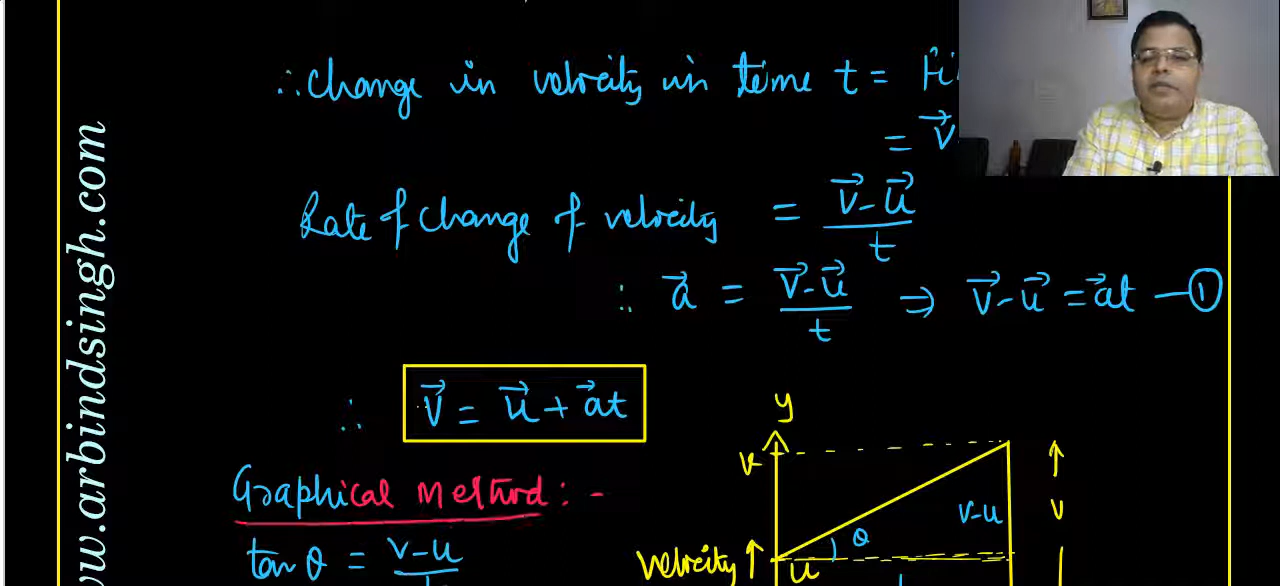 ∴ Change in velocity in time t =
= v⃗
Rate of change of velocity = (v⃗ - u⃗)/t
∴ a⃗ = (v⃗ - u⃗)/t ⇒ v⃗ - u⃗ = a⃗t — ①
∴ v⃗ = u⃗ + a⃗t
Graphical Method : -
tan θ = (v-u)/t
y
v
v-u
v
θ
velocity ↑
u
t
www.arbindsingh.com